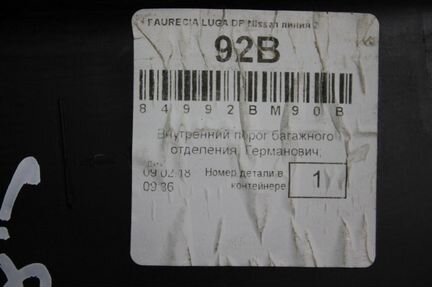 FAURECIA LUGA DP Nissan линия 2
92B
84992BM90B
Внутренний порог багажного
отделения, Германович,
Дата
09.02.18
09:36
Номер детали в
контейнере
1